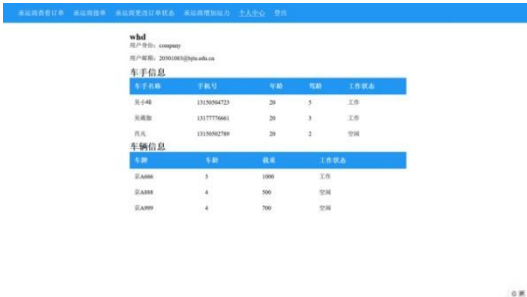 承运商查看订单 承运商接单 承运商更改订单状态 承运商增加运力 个人中心 登出
whd
用户身份: company
用户邮箱: 20301003@bjtu.edu.cn
车手信息
车手名称 手机号 年龄 驾龄 工作状态
吴小峰 13150504723 20 5 工作
13177776661 20 3 工作
肖兆 13150502789 20 2 空闲
车辆信息
车牌 车龄 载重 工作状态
京A666 3 1000 工作
京A888 4 500 空闲
京A999 4 700 空闲